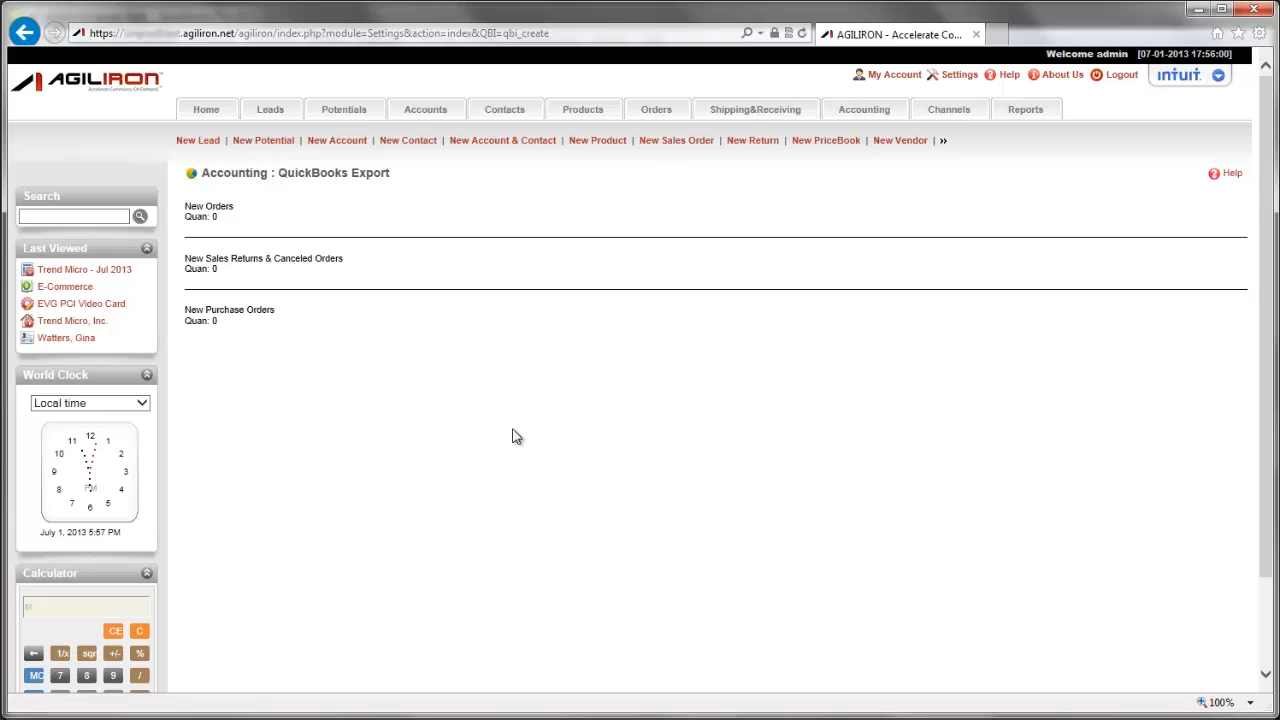 https://
.agiliron.net/agiliron/index.php?module=Settings&action=index&QBI=qbi_create
AGILIRON - Accelerate Co...
Welcome admin [07-01-2013 17:56:00]
AGILIRON
Accelerate Commerce. On Demand.
My Account Settings Help About Us Logout
intuit
Home Leads Potentials Accounts Contacts Products Orders Shipping&Receiving Accounting Channels Reports
New Lead | New Potential | New Account | New Contact | New Account & Contact | New Product | New Sales Order | New Return | New PriceBook | New Vendor | »
Accounting : QuickBooks Export
Help
New Orders
Quan: 0
New Sales Returns & Canceled Orders
Quan: 0
New Purchase Orders
Quan: 0
Search
Last Viewed
Trend Micro - Jul 2013
E-Commerce
EVG PCI Video Card
Trend Micro, Inc.
Watters, Gina
World Clock
Local time
12
11 1
10 2
9 3
8 PM 4
7 5
6
July 1, 2013 5:57 PM
Calculator
M
CE C
← 1/x sqr +/- %
MC 7 8 9 /
100%